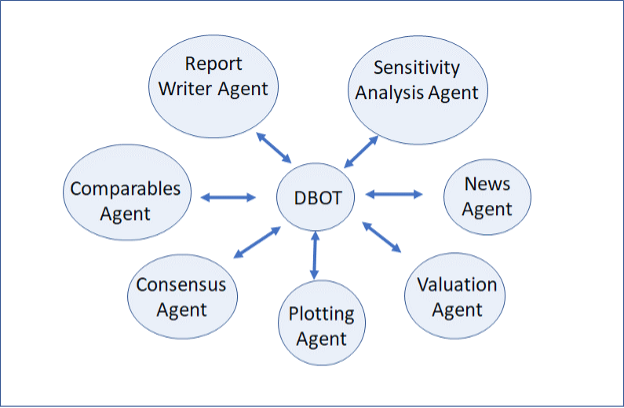 Report
Writer Agent
Sensitivity
Analysis Agent
Comparables
Agent
DBOT
News
Agent
Consensus
Agent
Plotting
Agent
Valuation
Agent